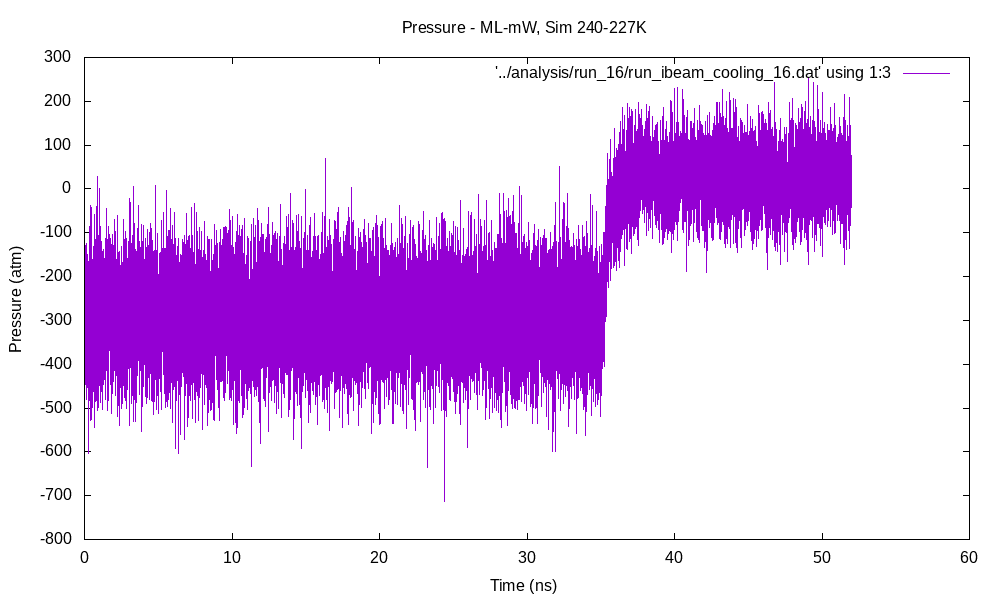 Pressure - ML-mW, Sim 240-227K
'../analysis/run_16/run_ibeam_cooling_16.dat' using 1:3
300
200
100
0
-100
-200
-300
-400
-500
-600
-700
-800
Pressure (atm)
0 10 20 30 40 50 60
Time (ns)